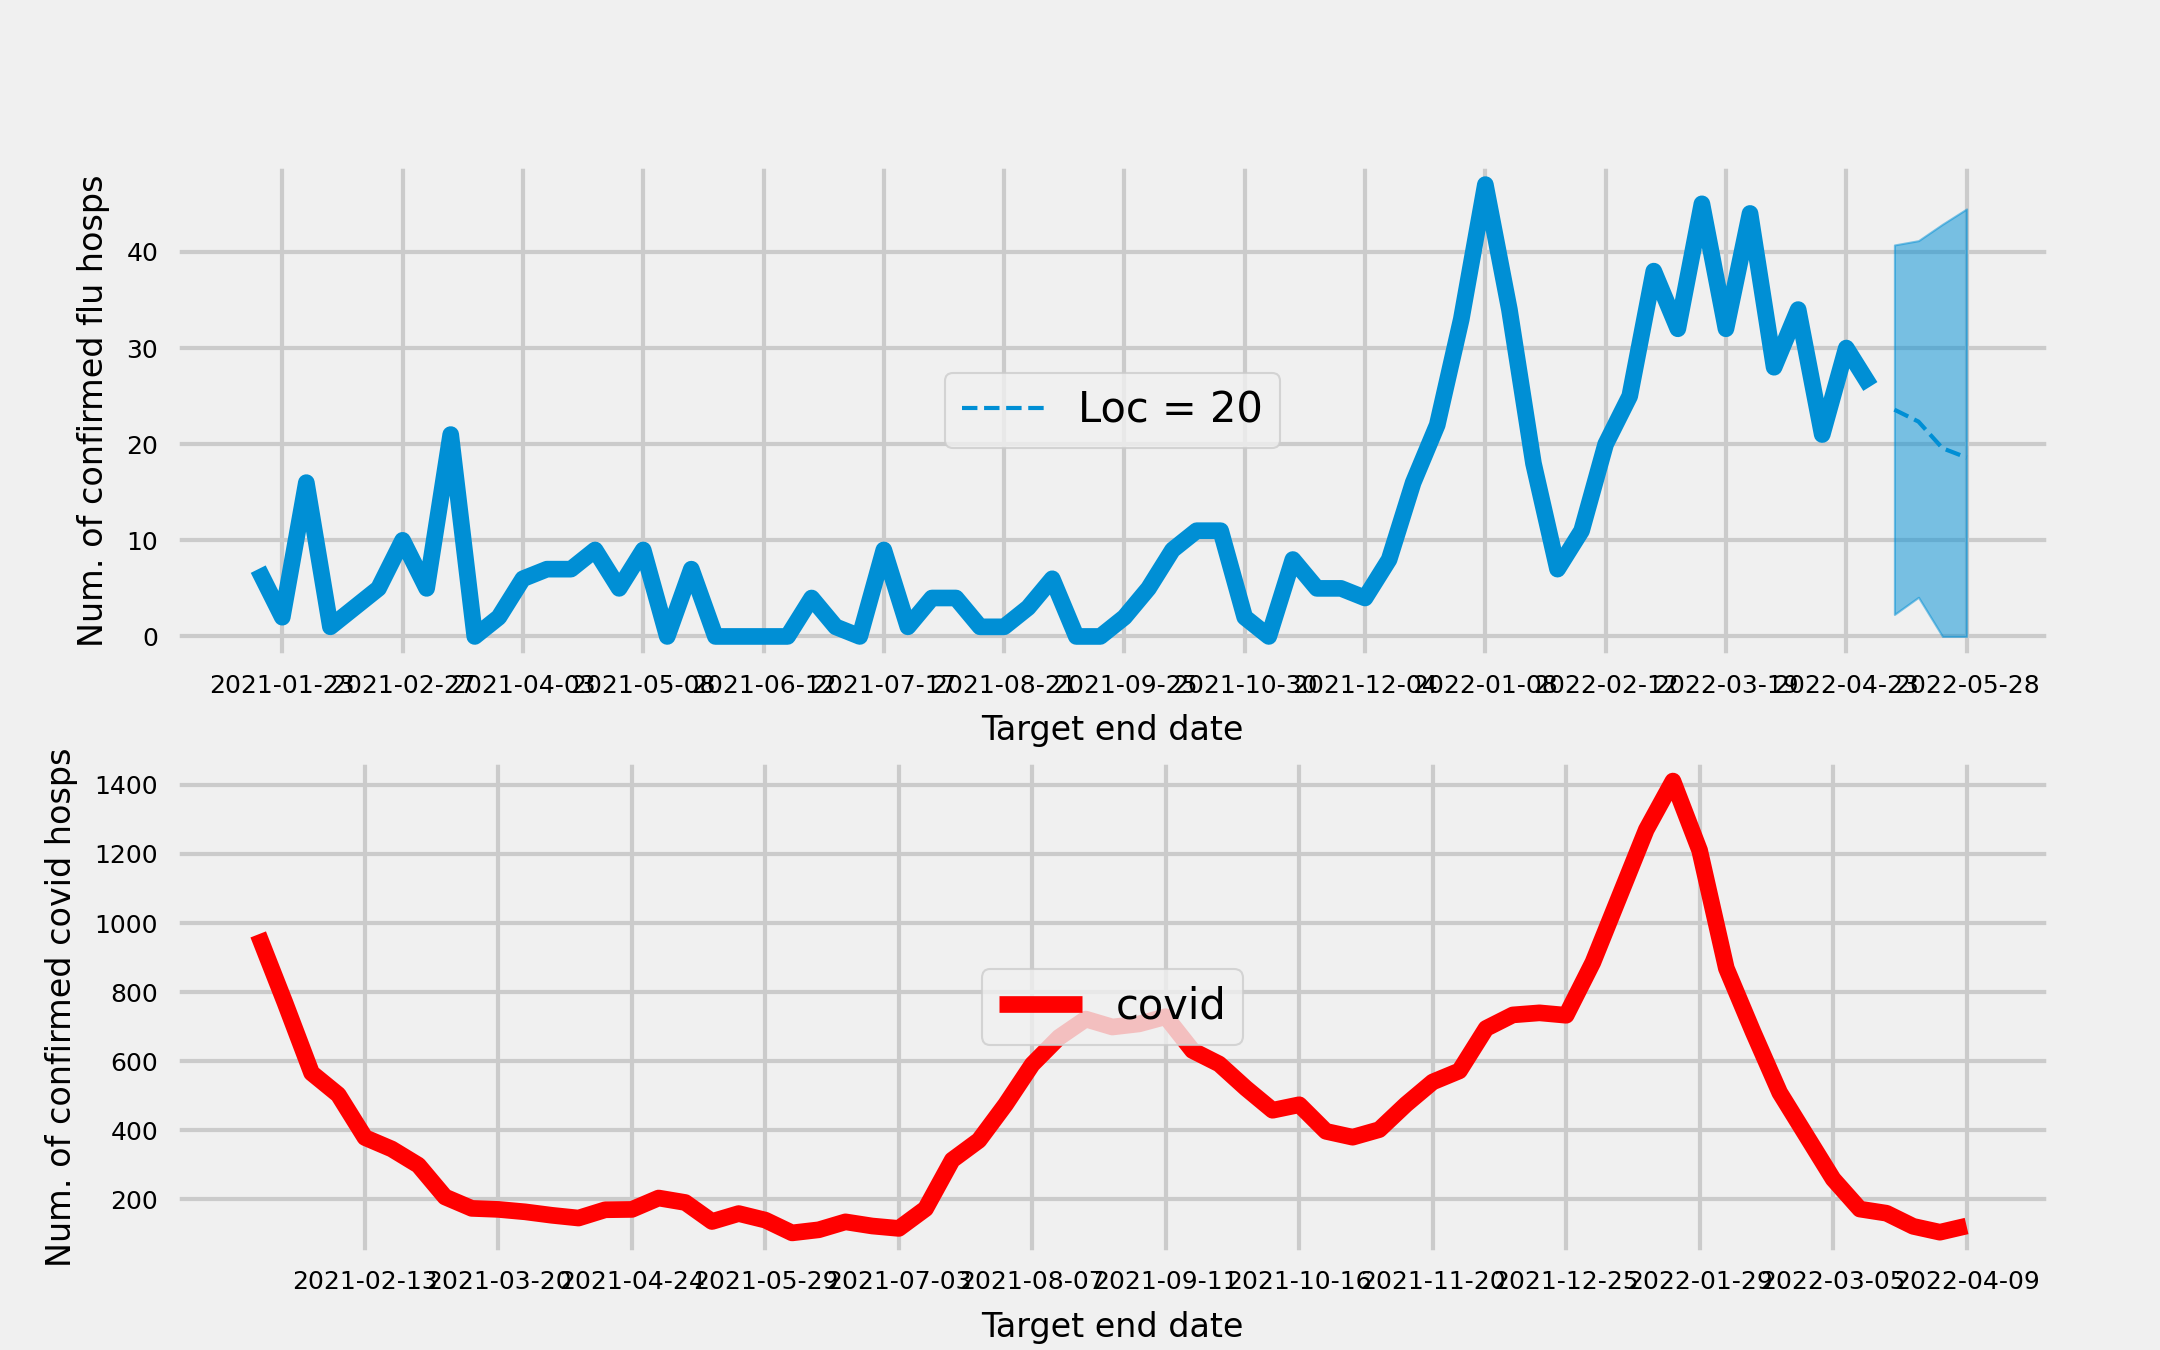 Num. of confirmed flu hosps
40
30
20
10
0
Loc = 20
2021-01-23 2021-02-27 2021-04-03 2021-05-08 2021-06-12 2021-07-17 2021-08-21 2021-09-25 2021-10-30 2021-12-04 2022-01-08 2022-02-12 2022-03-19 2022-04-23 2022-05-28
Target end date
Num. of confirmed covid hosps
1400
1200
1000
800
600
400
200
covid
2021-02-13 2021-03-20 2021-04-24 2021-05-29 2021-07-03 2021-08-07 2021-09-11 2021-10-16 2021-11-20 2021-12-25 2022-01-29 2022-03-05 2022-04-09
Target end date